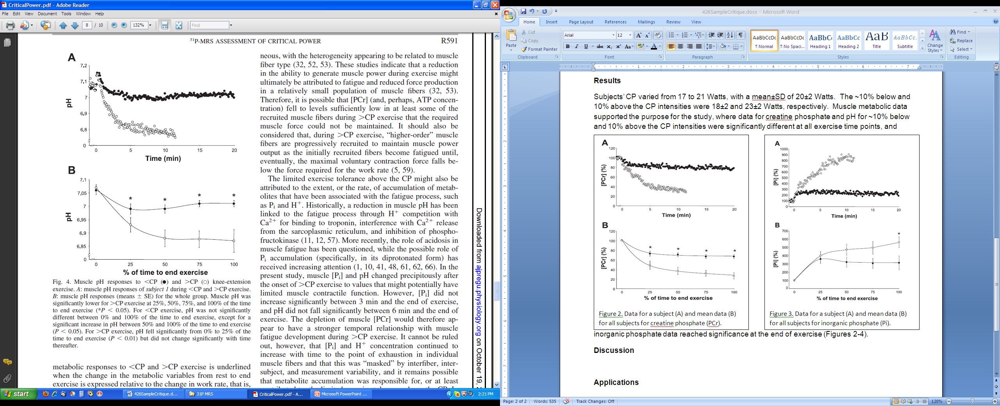 CriticalPower.pdf - Adobe Reader
File Edit View Document Tools Window Help
8 / 10 132% Find
31P-MRS ASSESSMENT OF CRITICAL POWER R591
A
7.2
7.1
7
6.9
6.8
0
pH
0 5 10 15 20
Time (min)
B
7.1
7.05
7
6.95
6.9
6.85
0
pH
* * * *
0 25 50 75 100
% of time to end exercise
Fig. 4. Muscle pH responses to <CP (●) and >CP (○) knee-extension
exercise. A: muscle pH responses of subject 1 during <CP and >CP exercise.
B: muscle pH responses (means ± SE) for the whole group. Muscle pH was
significantly lower for >CP exercise at 25%, 50%, 75%, and 100% of the time
to end exercise (*P < 0.05). For <CP exercise, pH was not significantly
different between 0% and 100% of the time to end exercise, except for a
significant increase in pH between 50% and 100% of the time to end exercise
(P < 0.05). For >CP exercise, pH fell significantly from 0% to 25% of the
time to end exercise (P < 0.01) but did not change significantly with time
thereafter.
metabolic responses to <CP and >CP exercise is underlined
when the change in the metabolic variables from rest to end
exercise is expressed relative to the change in work rate, that is,
neous, with the heterogeneity appearing to be related to muscle
fiber type (32, 52, 53). These studies indicate that a reduction
in the ability to generate muscle power during exercise might
ultimately be attributed to fatigue and reduced force production
in a relatively small population of muscle fibers (32, 53).
Therefore, it is possible that [PCr] (and, perhaps, ATP concen-
tration) fell to levels sufficiently low in at least some of the
recruited muscle fibers during >CP exercise that the required
muscle force could not be maintained. It should also be
considered that, during >CP exercise, “higher-order” muscle
fibers are progressively recruited to maintain muscle power
output as the initially recruited fibers become fatigued until,
eventually, the maximal voluntary contraction force falls be-
low the force required for the work rate (5, 59).
The limited exercise tolerance above the CP might also be
attributed to the extent, or the rate, of accumulation of metab-
olites that have been associated with the fatigue process, such
as Pi and H+. Historically, a reduction in muscle pH has been
linked to the fatigue process through H+ competition with
Ca2+ for binding to troponin, interference with Ca2+ release
from the sarcoplasmic reticulum, and inhibition of phospho-
fructokinase (11, 12, 57). More recently, the role of acidosis in
muscle fatigue has been questioned, while the possible role of
Pi accumulation (specifically, in its diprotonated form) has
received increasing attention (1, 10, 41, 48, 61, 62, 66). In the
present study, muscle [Pi] and pH changed precipitously after
the onset of >CP exercise to values that might potentially have
limited muscle contractile function. However, [Pi] did not
increase significantly between 3 min and the end of exercise,
and pH did not fall significantly between 6 min and the end of
exercise. The depletion of muscle [PCr] would therefore ap-
pear to have a stronger temporal relationship with muscle
fatigue development during >CP exercise. It cannot be ruled
out, however, that [Pi] and H+ concentration continued to
increase with time to the point of exhaustion in individual
muscle fibers and that this was “masked” by interfiber, inter-
subject, and measurement variability, and it remains possible
that metabolite accumulation was responsible for, or at least
Downloaded from ajpregu.physiology.org on October 19,
start 426SampleCritique.d... 31P MRS CriticalPower.pdf - A... Microsoft PowerPoint ... 2:21 PM
426SampleCritique.docx - Microsoft Word
Home Insert Page Layout References Mailings Review View
Paste Cut Copy Format Painter Clipboard
Arial 12 Font
Paragraph
AaBbCcDc ¶ Normal
AaBbCcDc ¶ No Spaci...
AaBbC Heading 1
AaBbCc Heading 2
AaB Title
AaBbCc. Subtitle
Change Styles Styles
Find Replace Select Editing
1 2 3 4 5 6 7
Results
Subjects’ CP varied from 17 to 21 Watts, with a mean±SD of 20±2 Watts. The ~10% below and
10% above the CP intensities were 18±2 and 23±2 Watts, respectively. Muscle metabolic data
supported the purpose for the study, where data for creatine phosphate and pH for ~10% below
and 10% above the CP intensities were significantly different at all exercise time points, and
A
120
100
80
60
40
20
0
[PCr] (%)
0 5 10 15 20
Time (min)
B
120
100
80
60
40
20
0
[PCr] (%)
* * * *
0 25 50 75 100
% of time to end exercise
Figure 2. Data for a subject (A) and mean data (B)
for all subjects for creatine phosphate (PCr).
A
1000
900
800
700
600
500
400
300
200
100
0
[Pi] (%)
0 5 10 15 20
Time (min)
B
700
600
500
400
300
200
100
0
[Pi] (%)
*
0 25 50 75 100
% of time to end exercise
Figure 3. Data for a subject (A) and mean data (B)
for all subjects for inorganic phosphate (Pi).
inorganic phosphate data reached significance at the end of exercise (Figures 2-4).
Discussion
Applications
Page: 2 of 2 Words: 535 Track Changes: Off 120%